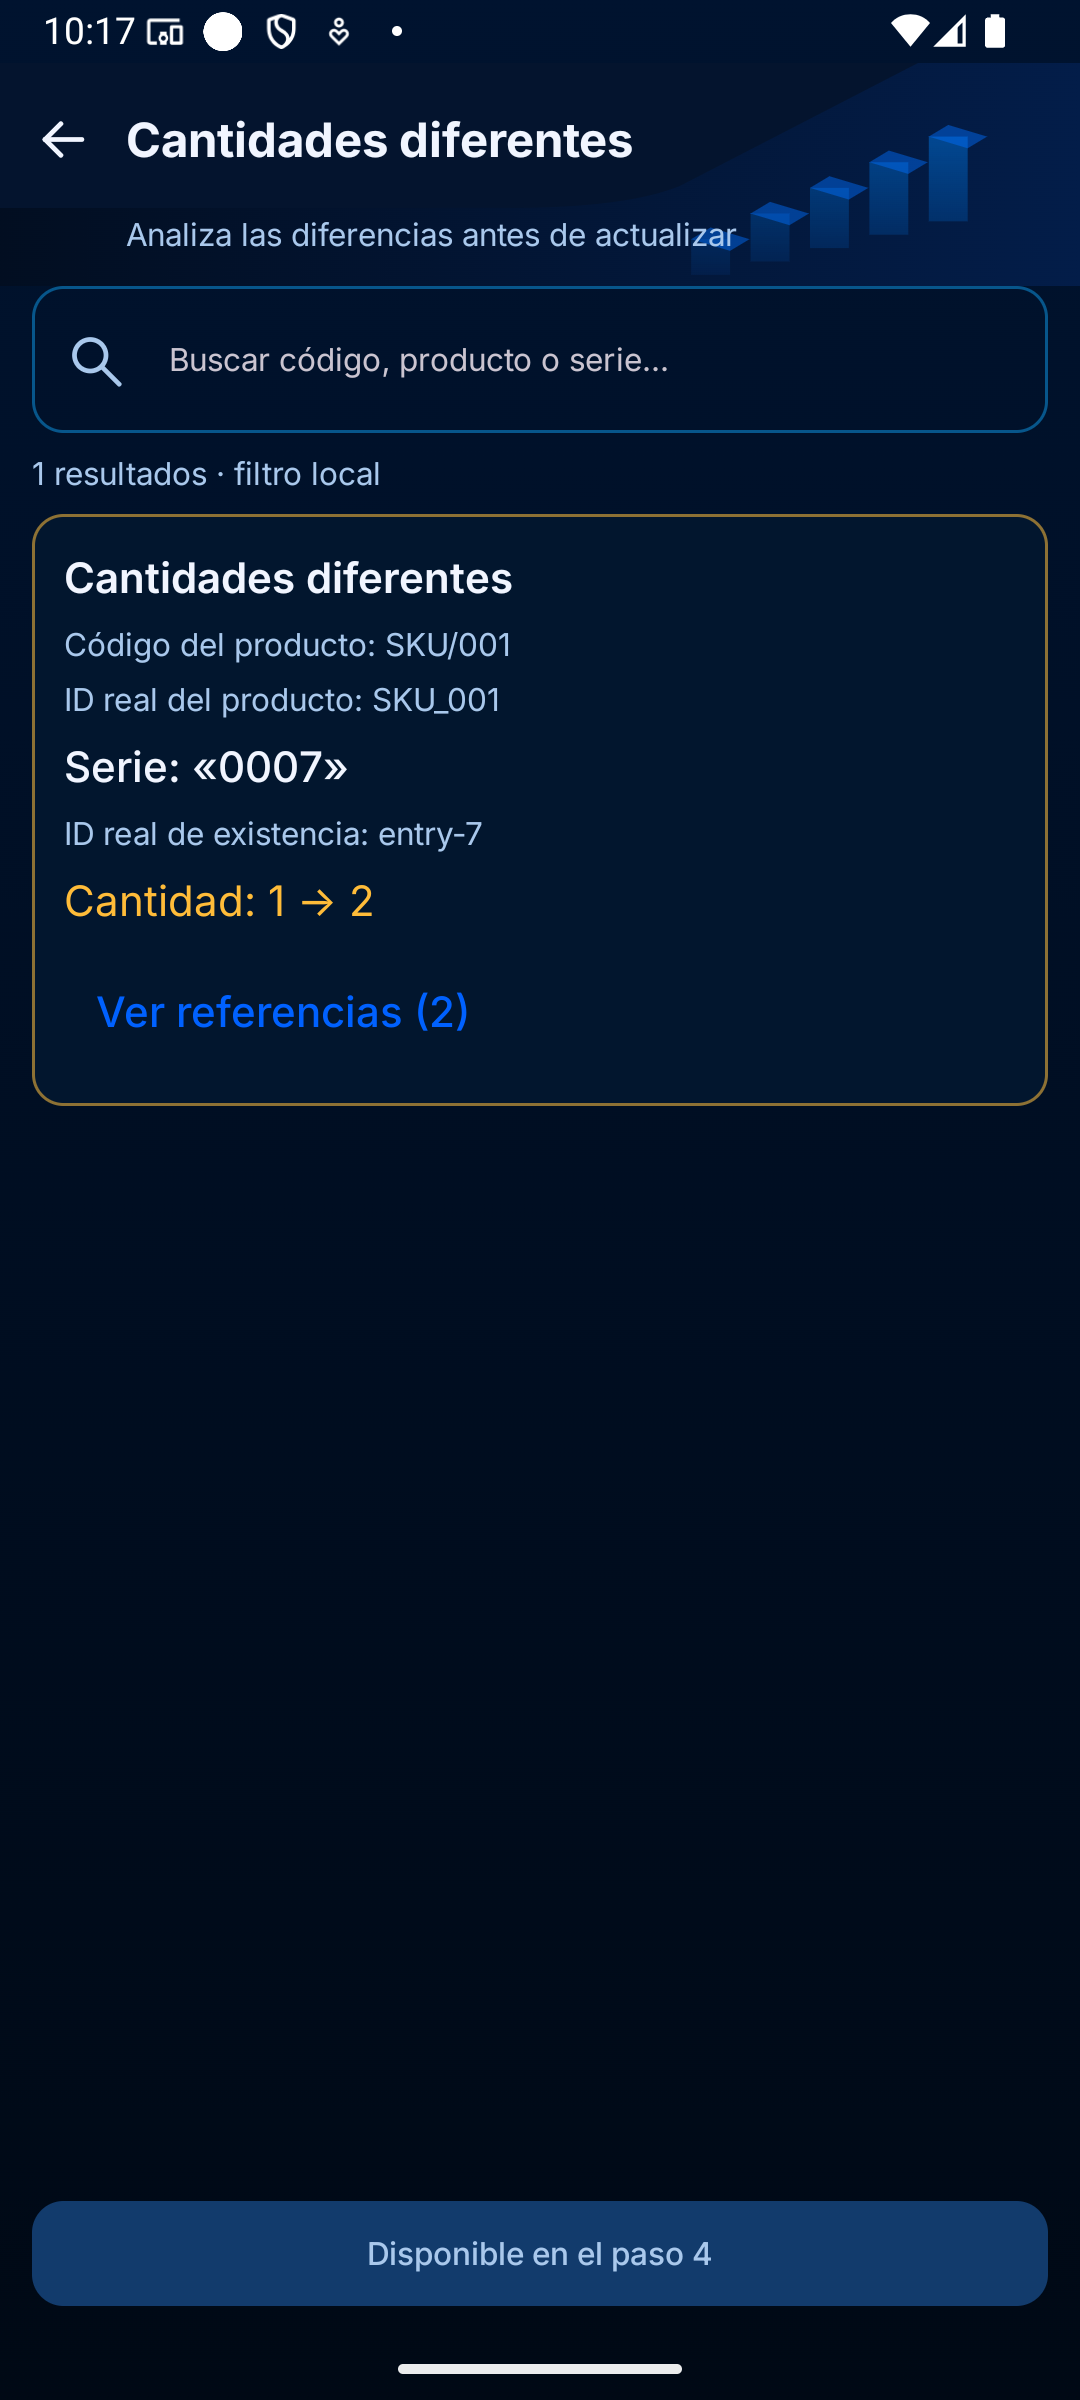 10:17
Cantidades diferentes
Analiza las diferencias antes de actualizar
Buscar código, producto o serie...
1 resultados · filtro local
Cantidades diferentes
Código del producto: SKU/001
ID real del producto: SKU_001
Serie: «0007»
ID real de existencia: entry-7
Cantidad: 1 → 2
Ver referencias (2)
Disponible en el paso 4